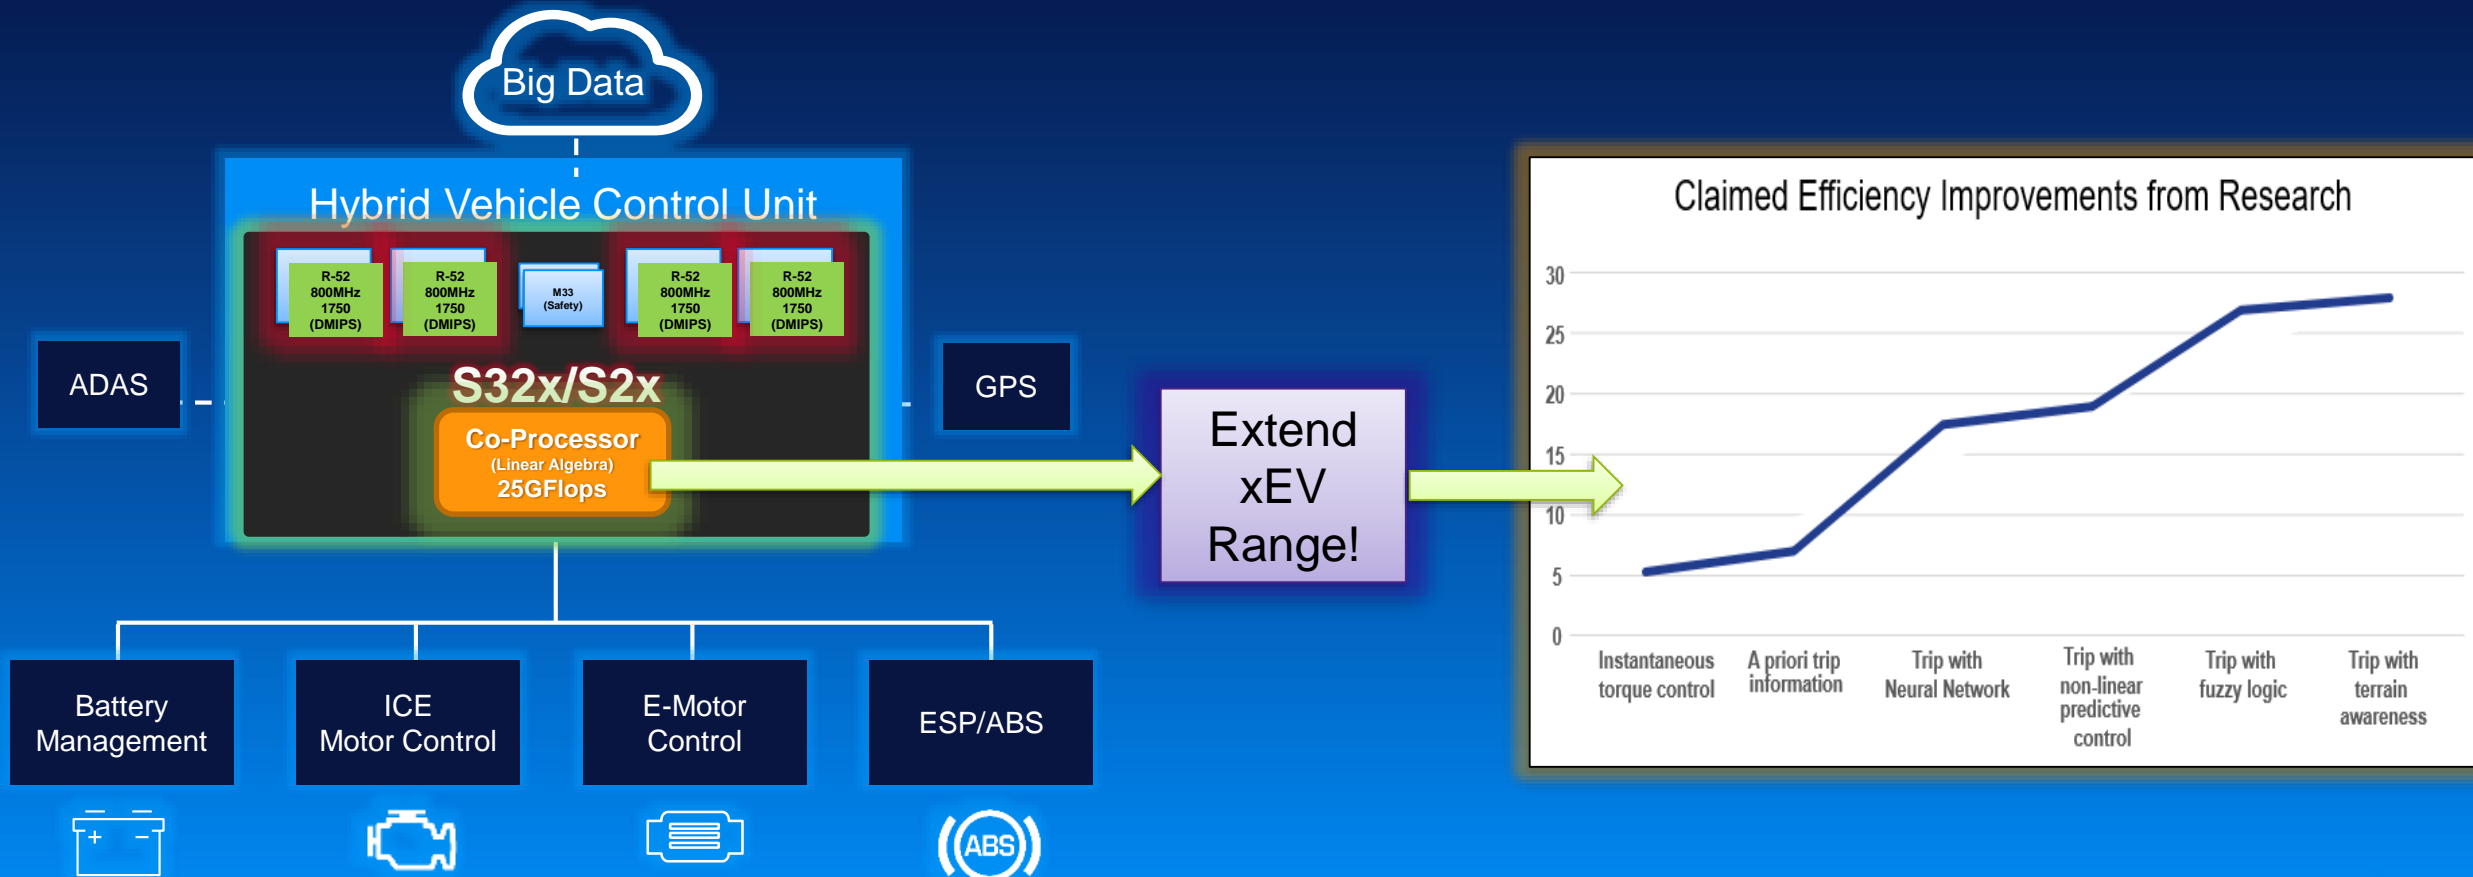 Big Data
Hybrid Vehicle Control Unit
R-52
800MHz
1750
(DMIPS)
R-52
800MHz
1750
(DMIPS)
M33
(Safety)
R-52
800MHz
1750
(DMIPS)
R-52
800MHz
1750
(DMIPS)
S32x/S2x
Co-Processor
(Linear Algebra)
25GFlops
ADAS
GPS
Extend
xEV
Range!
Battery
Management
ICE
Motor Control
E-Motor
Control
ESP/ABS
+ −
ABS
Claimed Efficiency Improvements from Research
30
25
20
15
10
5
0
Instantaneous
torque control
A priori trip
information
Trip with
Neural Network
Trip with
non-linear
predictive
control
Trip with
fuzzy logic
Trip with
terrain
awareness